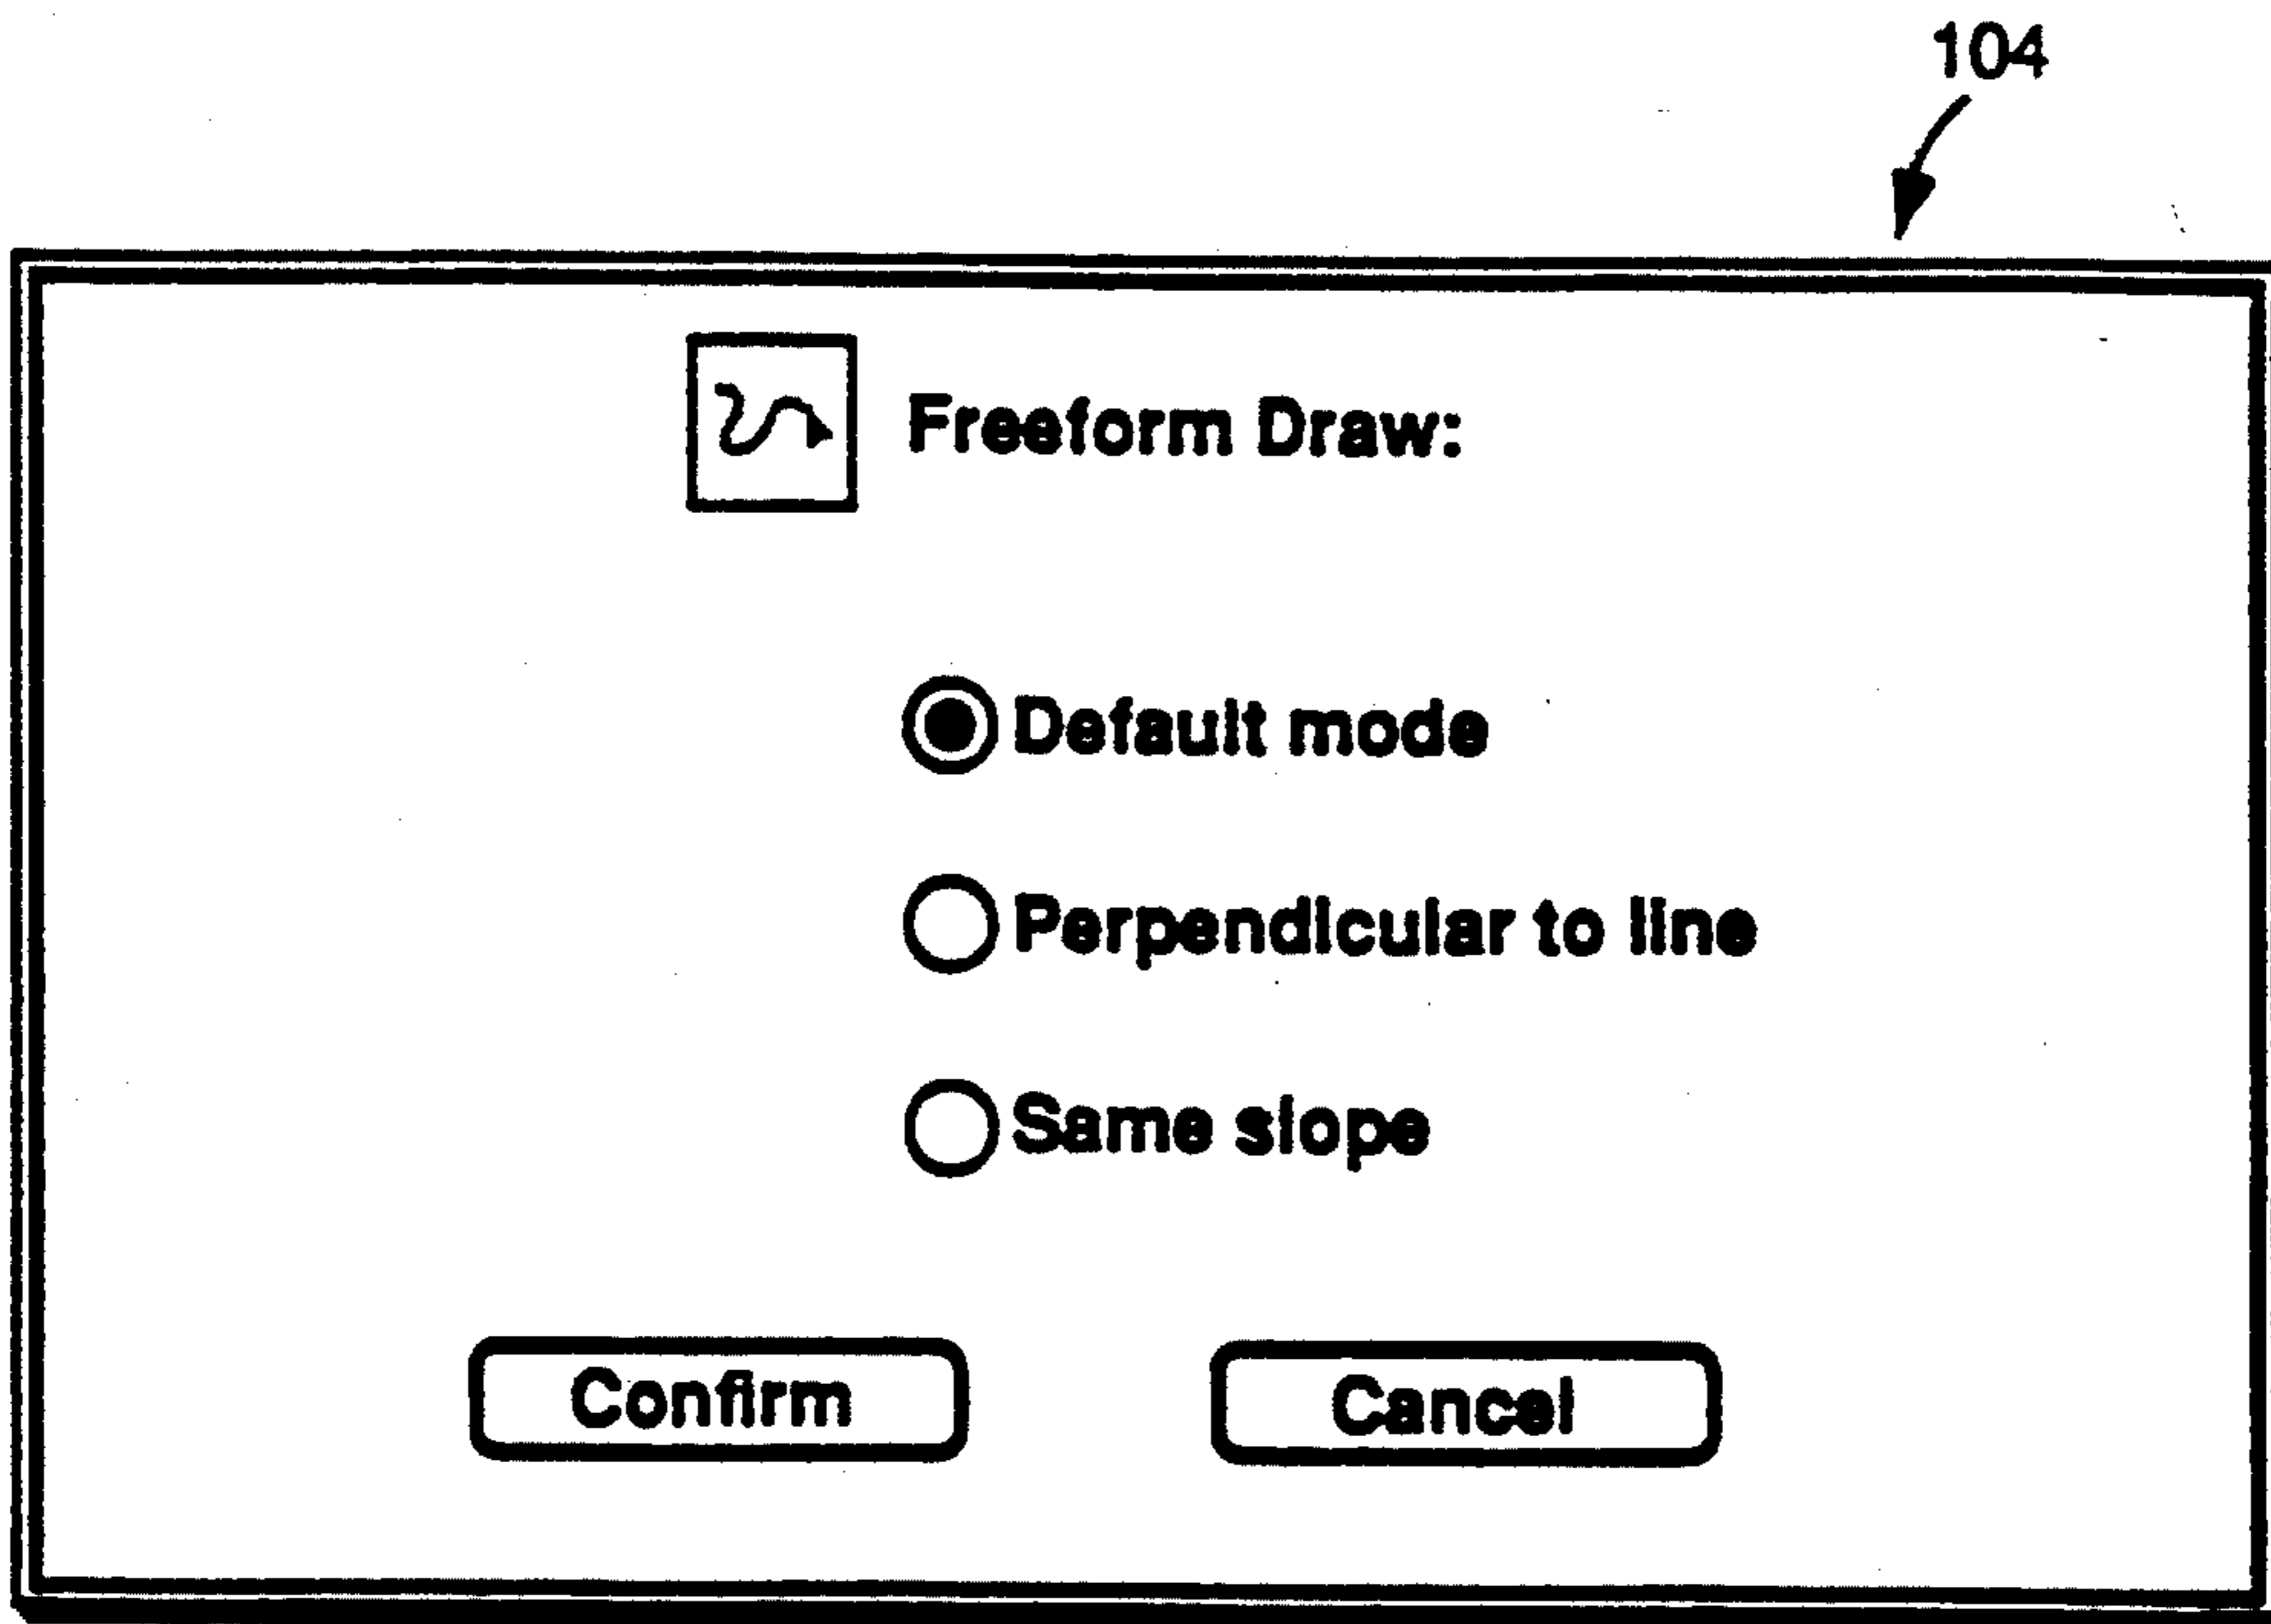 104
Freeform Draw:
Default mode
Perpendicular to line
Same slope
Confirm
Cancel